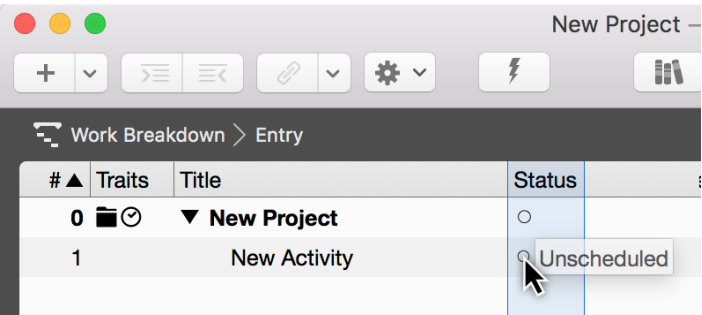 New Project –
Work Breakdown > Entry
# Traits Title Status
0 New Project
1 New Activity Unscheduled